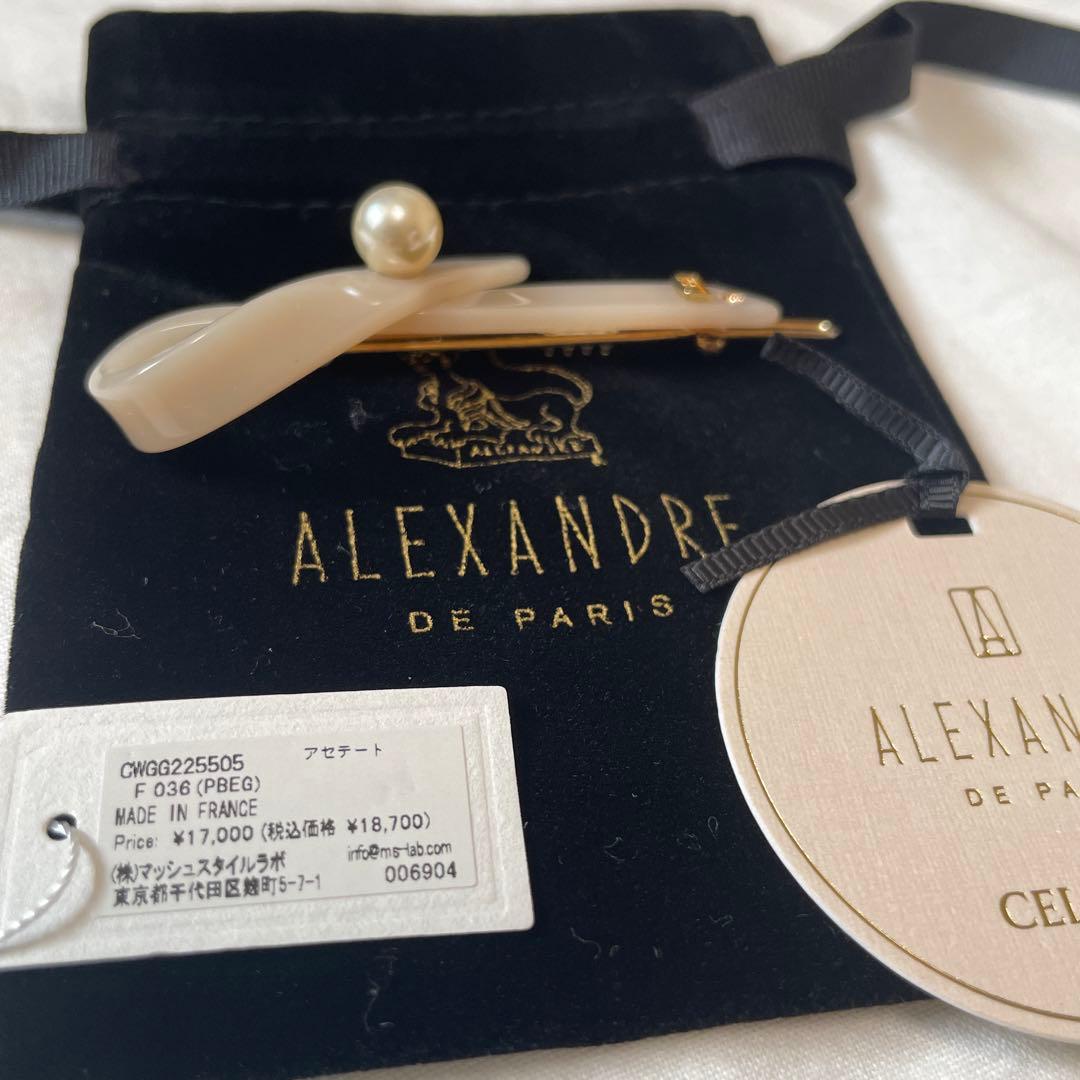 ALEXANDRE
DE PARIS
CWGG225505
アセテート
F 036 (PBEG)
MADE IN FRANCE
Price: ¥17,000 (税込価格 ¥18,700)
(株)マッシュスタイルラボ
info@ms-lab.com
東京都千代田区麹町5-7-1
006904
A
ALEXAN
DE PA
CEL